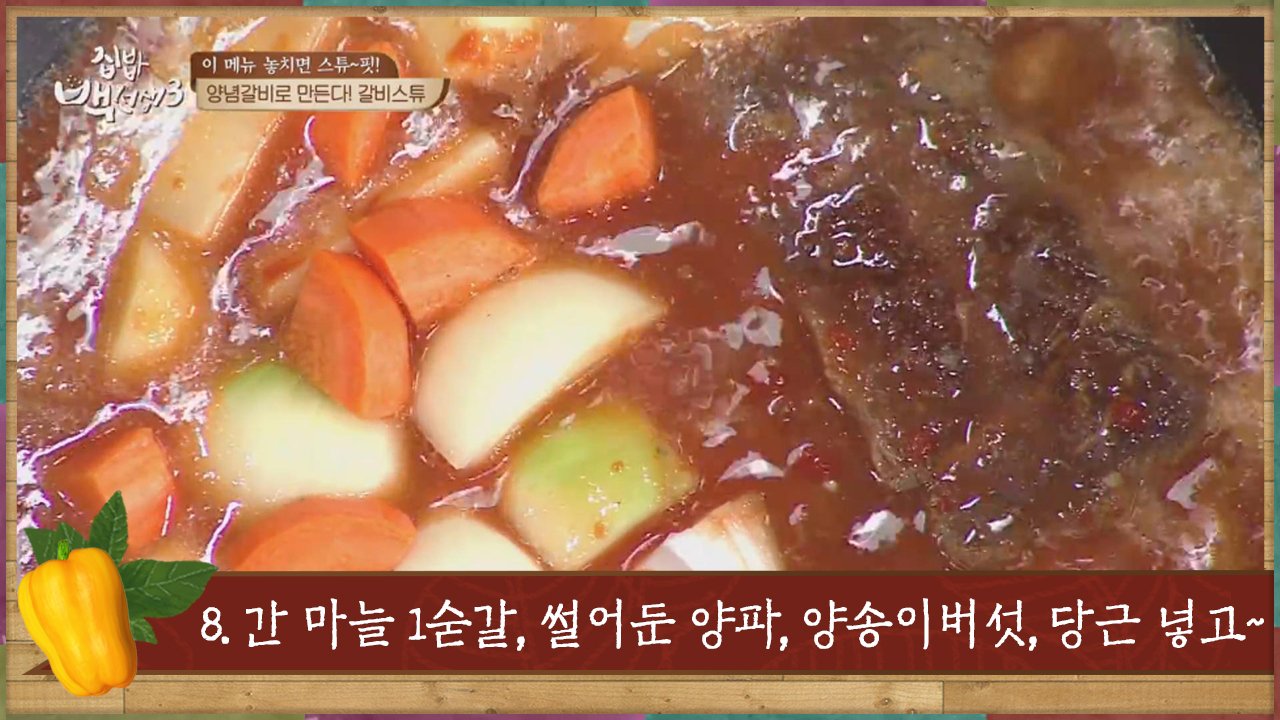 집밥
백선생3
이 메뉴 놓치면 스튜~핏!
양념갈비로 만든다! 갈비스튜
8. 간 마늘 1숟갈, 썰어둔 양파, 양송이버섯, 당근 넣고~